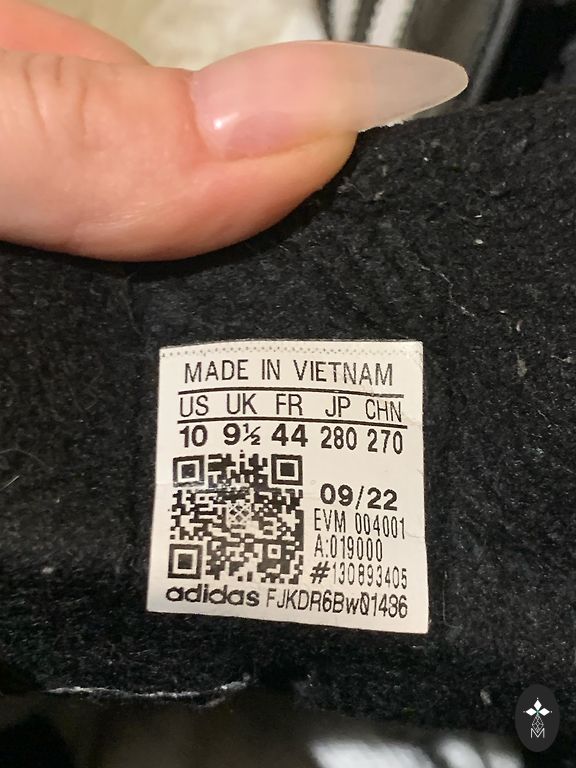 MADE IN VIETNAM
US UK FR JP CHN
10 9½ 44 280 270
09/22
EVM 004001
A:019000
#130893405
adidas FJKDR6BW01486
M